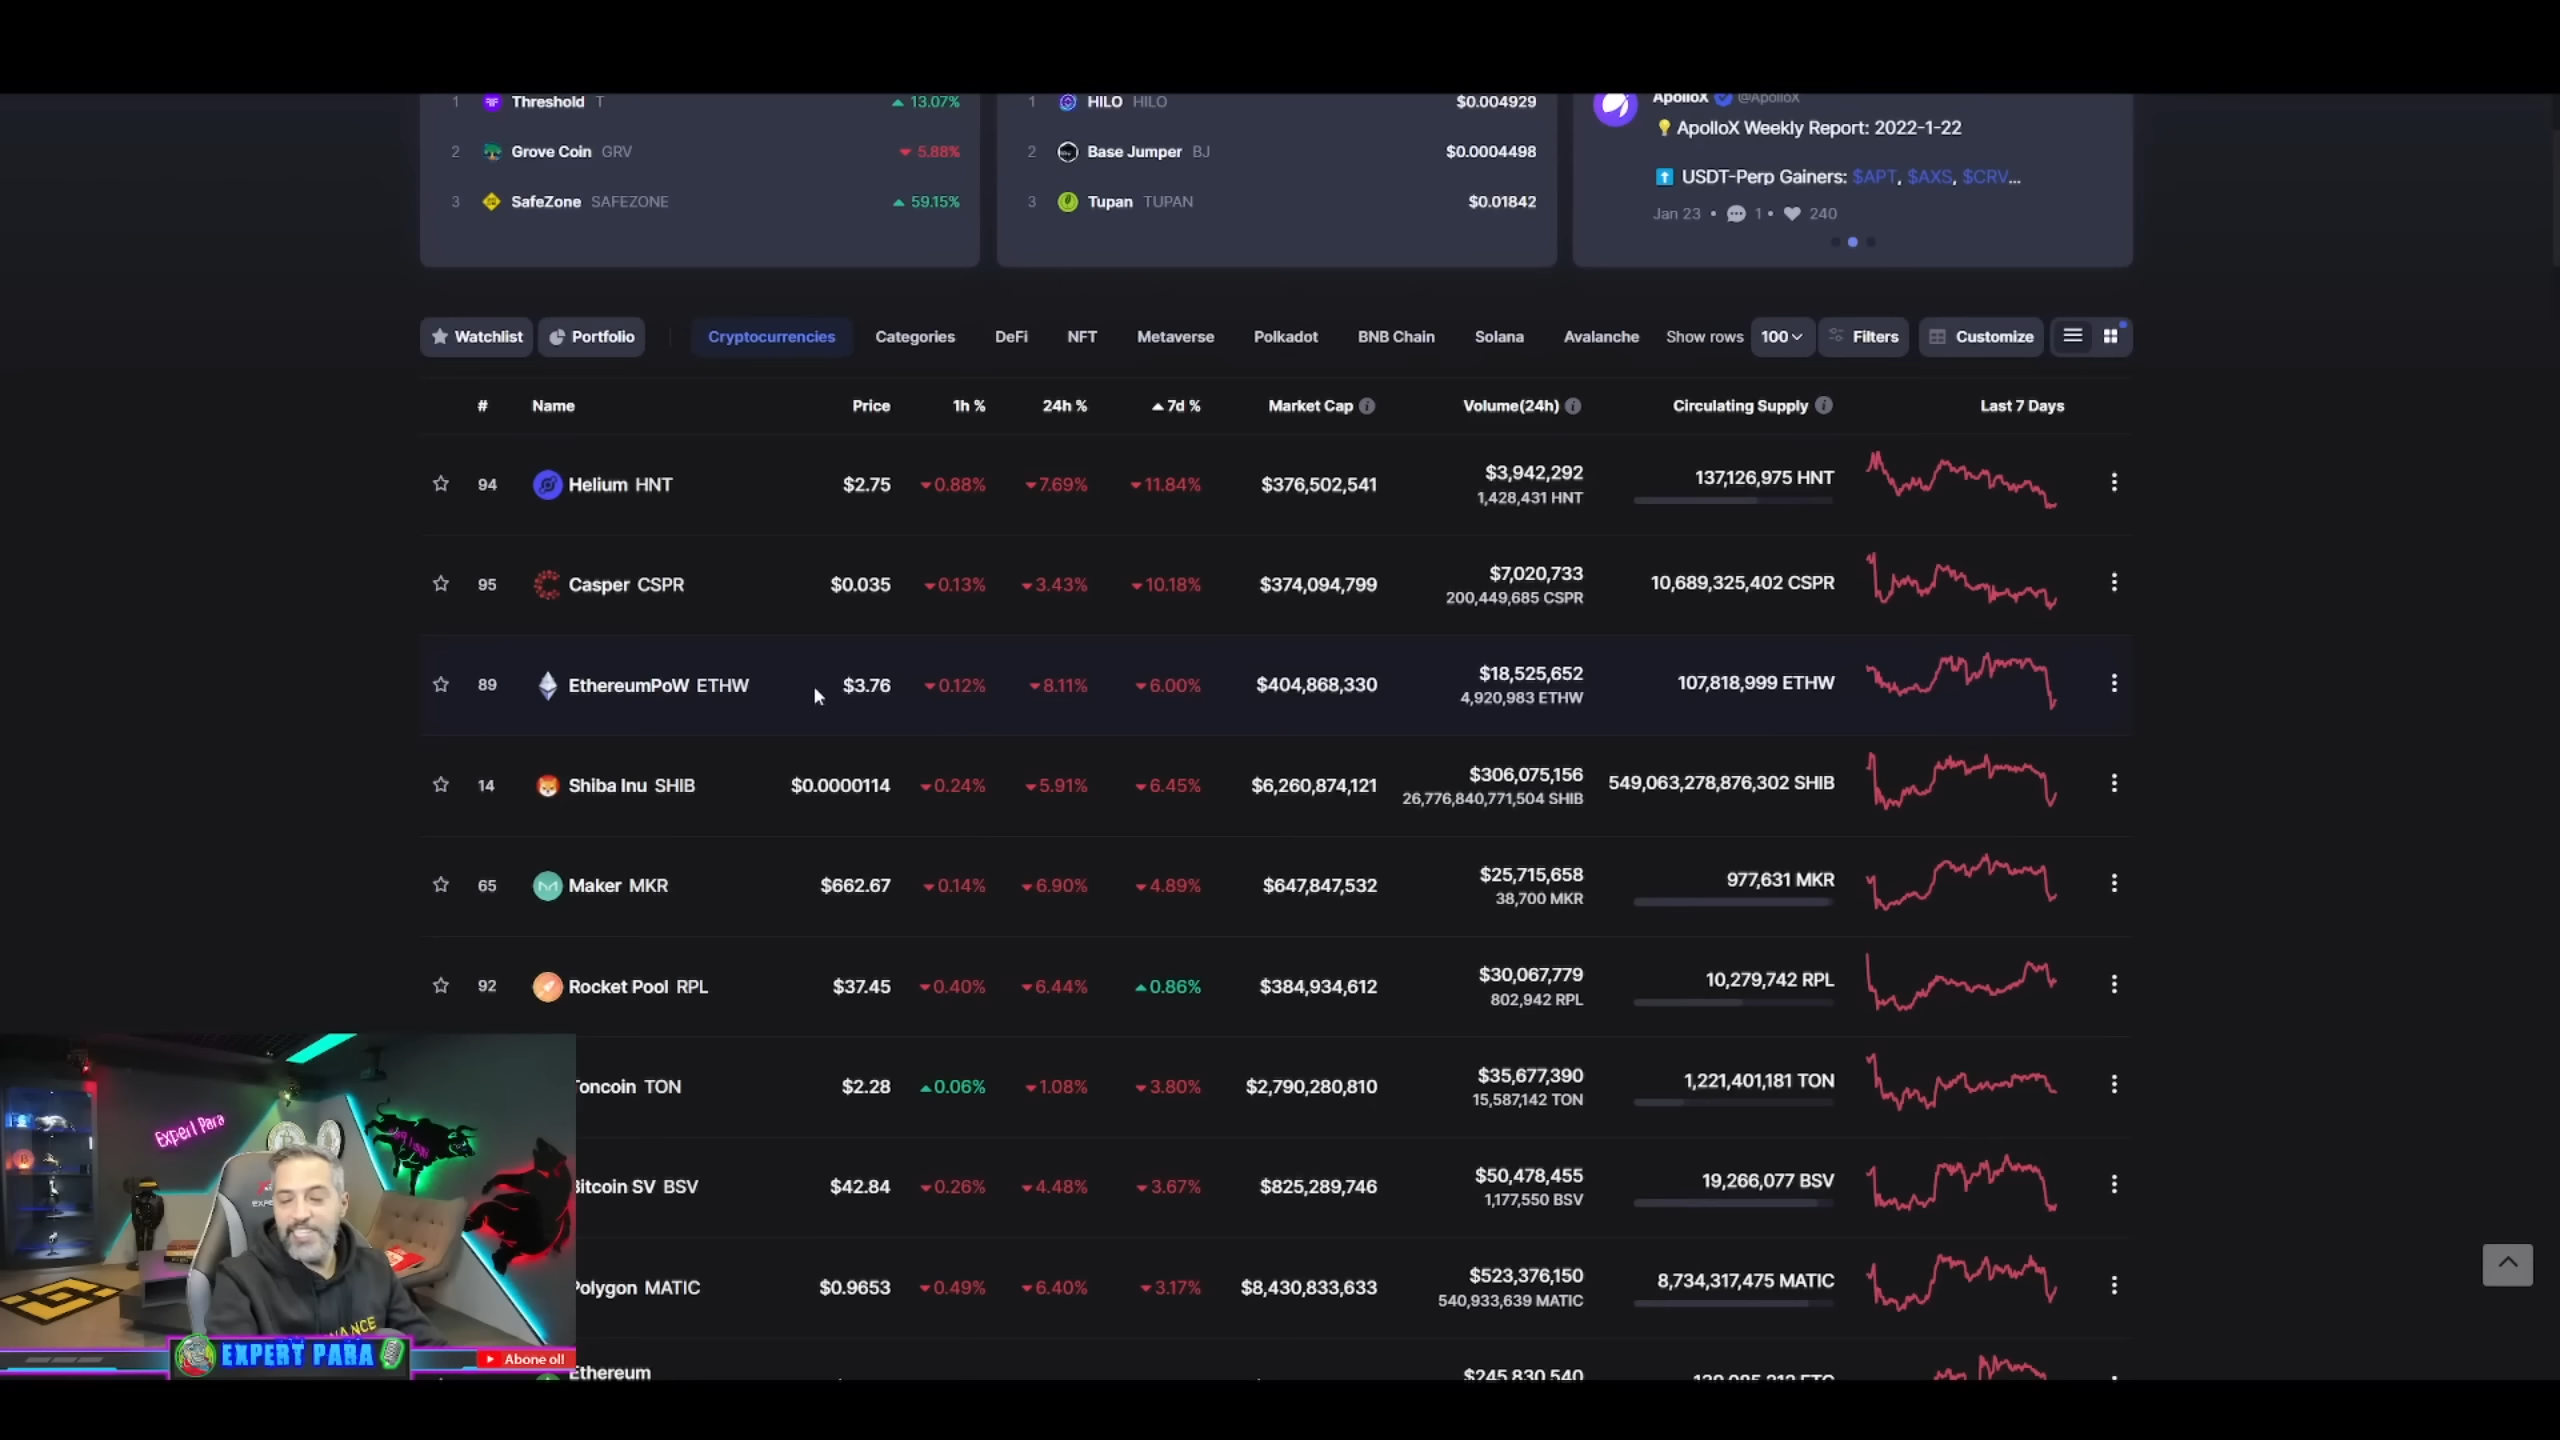 1 Threshold T 13.07%
2 Grove Coin GRV 5.88%
3 SafeZone SAFEZONE 59.15%
1 HILO HILO $0.004929
2 Base Jumper BJ $0.0004498
3 Tupan TUPAN $0.01842
ApolloX @ApolloX
ApolloX Weekly Report: 2022-1-22
USDT-Perp Gainers: $APT, $AXS, $CRV...
Jan 23 • 1 • 240
Watchlist Portfolio Cryptocurrencies Categories DeFi NFT Metaverse Polkadot BNB Chain Solana Avalanche Show rows 100 Filters Customize
# Name Price 1h % 24h % 7d % Market Cap Volume(24h) Circulating Supply Last 7 Days
94 Helium HNT $2.75 0.88% 7.69% 11.84% $376,502,541 $3,942,292 137,126,975 HNT
1,428,431 HNT
95 Casper CSPR $0.035 0.13% 3.43% 10.18% $374,094,799 $7,020,733 10,689,325,402 CSPR
200,449,685 CSPR
89 EthereumPoW ETHW $3.76 0.12% 8.11% 6.00% $404,868,330 $18,525,652 107,818,999 ETHW
4,920,983 ETHW
14 Shiba Inu SHIB $0.0000114 0.24% 5.91% 6.45% $6,260,874,121 $306,075,156 549,063,278,876,302 SHIB
26,776,840,771,504 SHIB
65 Maker MKR $662.67 0.14% 6.90% 4.89% $647,847,532 $25,715,658 977,631 MKR
38,700 MKR
92 Rocket Pool RPL $37.45 0.40% 6.44% 0.86% $384,934,612 $30,067,779 10,279,742 RPL
802,942 RPL
Toncoin TON $2.28 0.06% 1.08% 3.80% $2,790,280,810 $35,677,390 1,221,401,181 TON
15,587,142 TON
Bitcoin SV BSV $42.84 0.26% 4.48% 3.67% $825,289,746 $50,478,455 19,266,077 BSV
1,177,550 BSV
Polygon MATIC $0.9653 0.49% 6.40% 3.17% $8,430,833,633 $523,376,150 8,734,317,475 MATIC
540,933,639 MATIC
Ethereum $245,830,540
Expert Para
EXPERT PARA
Abone ol!